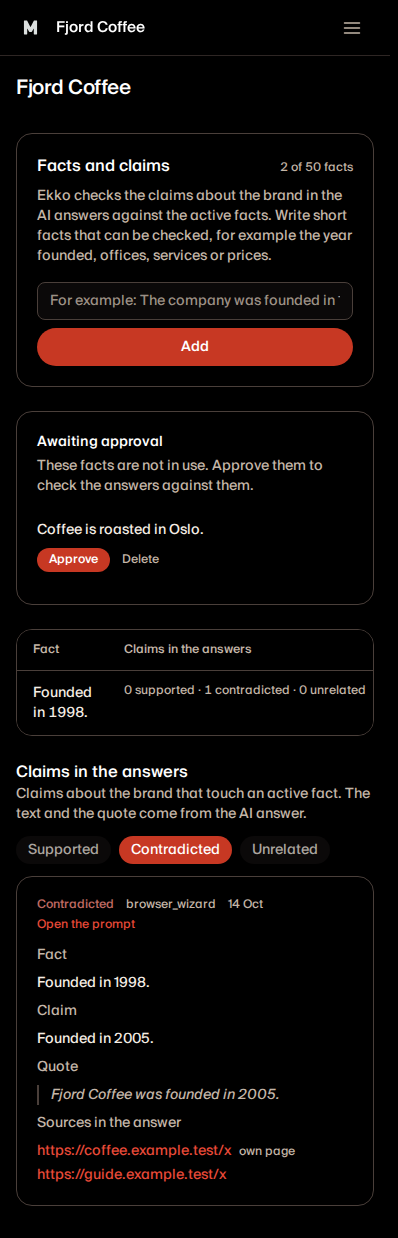 Fjord Coffee
Fjord Coffee
Facts and claims
2 of 50 facts
Ekko checks the claims about the brand in the
AI answers against the active facts. Write short
facts that can be checked, for example the year
founded, offices, services or prices.
For example: The company was founded in
Add
Awaiting approval
These facts are not in use. Approve them to
check the answers against them.
Coffee is roasted in Oslo.
Approve Delete
Fact Claims in the answers
Founded
in 1998.
0 supported · 1 contradicted · 0 unrelated
Claims in the answers
Claims about the brand that touch an active fact. The
text and the quote come from the AI answer.
Supported Contradicted Unrelated
Contradicted browser_wizard 14 Oct
Open the prompt
Fact
Founded in 1998.
Claim
Founded in 2005.
Quote
Fjord Coffee was founded in 2005.
Sources in the answer
https://coffee.example.test/x own page
https://guide.example.test/x